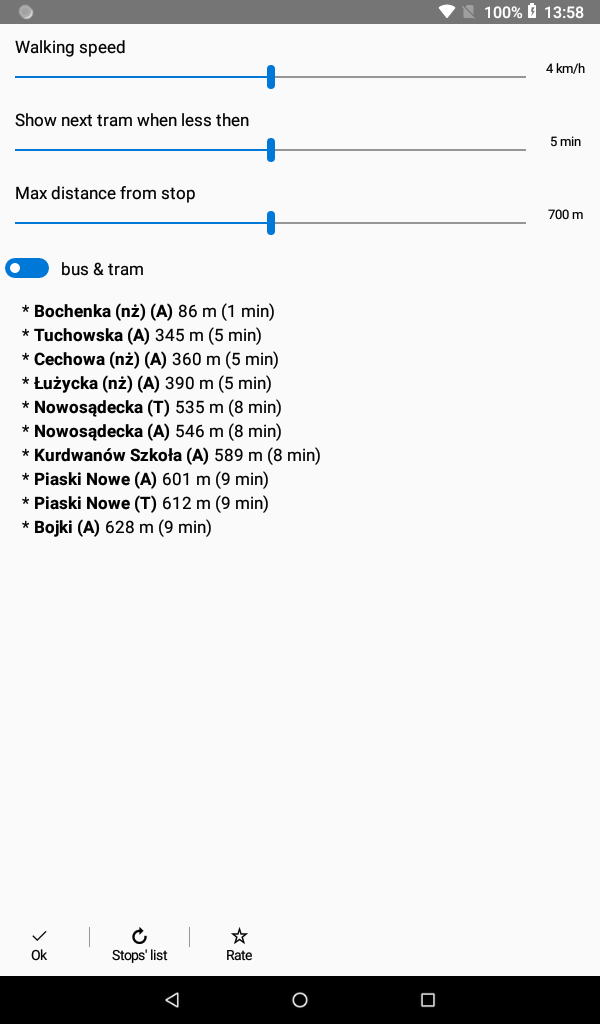 100% 13:58
Walking speed
4 km/h
Show next tram when less then
5 min
Max distance from stop
700 m
bus & tram
* Bochenka (nż) (A) 86 m (1 min)
* Tuchowska (A) 345 m (5 min)
* Cechowa (nż) (A) 360 m (5 min)
* Łużycka (nż) (A) 390 m (5 min)
* Nowosądecka (T) 535 m (8 min)
* Nowosądecka (A) 546 m (8 min)
* Kurdwanów Szkoła (A) 589 m (8 min)
* Piaski Nowe (A) 601 m (9 min)
* Piaski Nowe (T) 612 m (9 min)
* Bojki (A) 628 m (9 min)
Ok Stops' list Rate